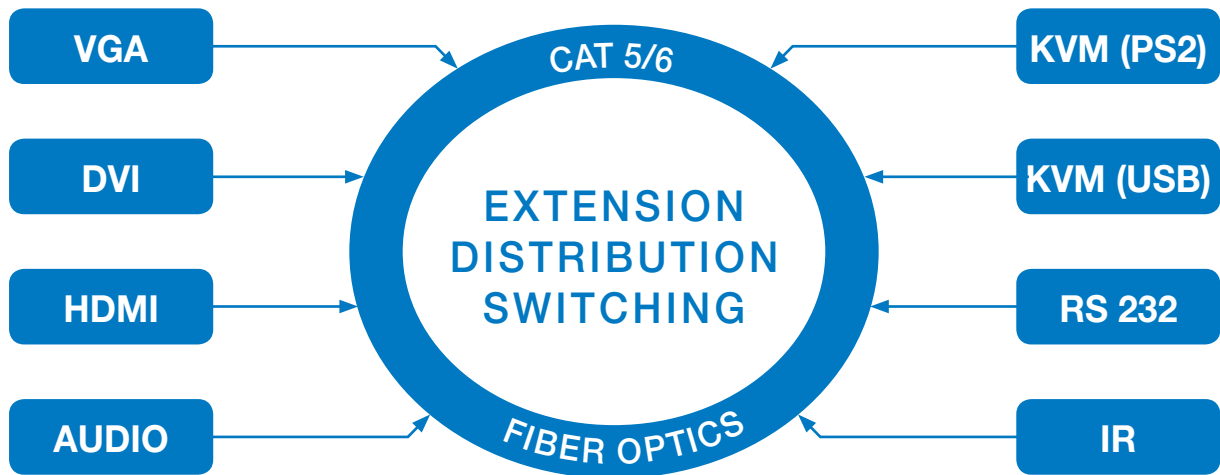 VGA
DVI
HDMI
AUDIO
CAT 5/6
EXTENSION
DISTRIBUTION
SWITCHING
FIBER OPTICS
KVM (PS2)
KVM (USB)
RS 232
IR